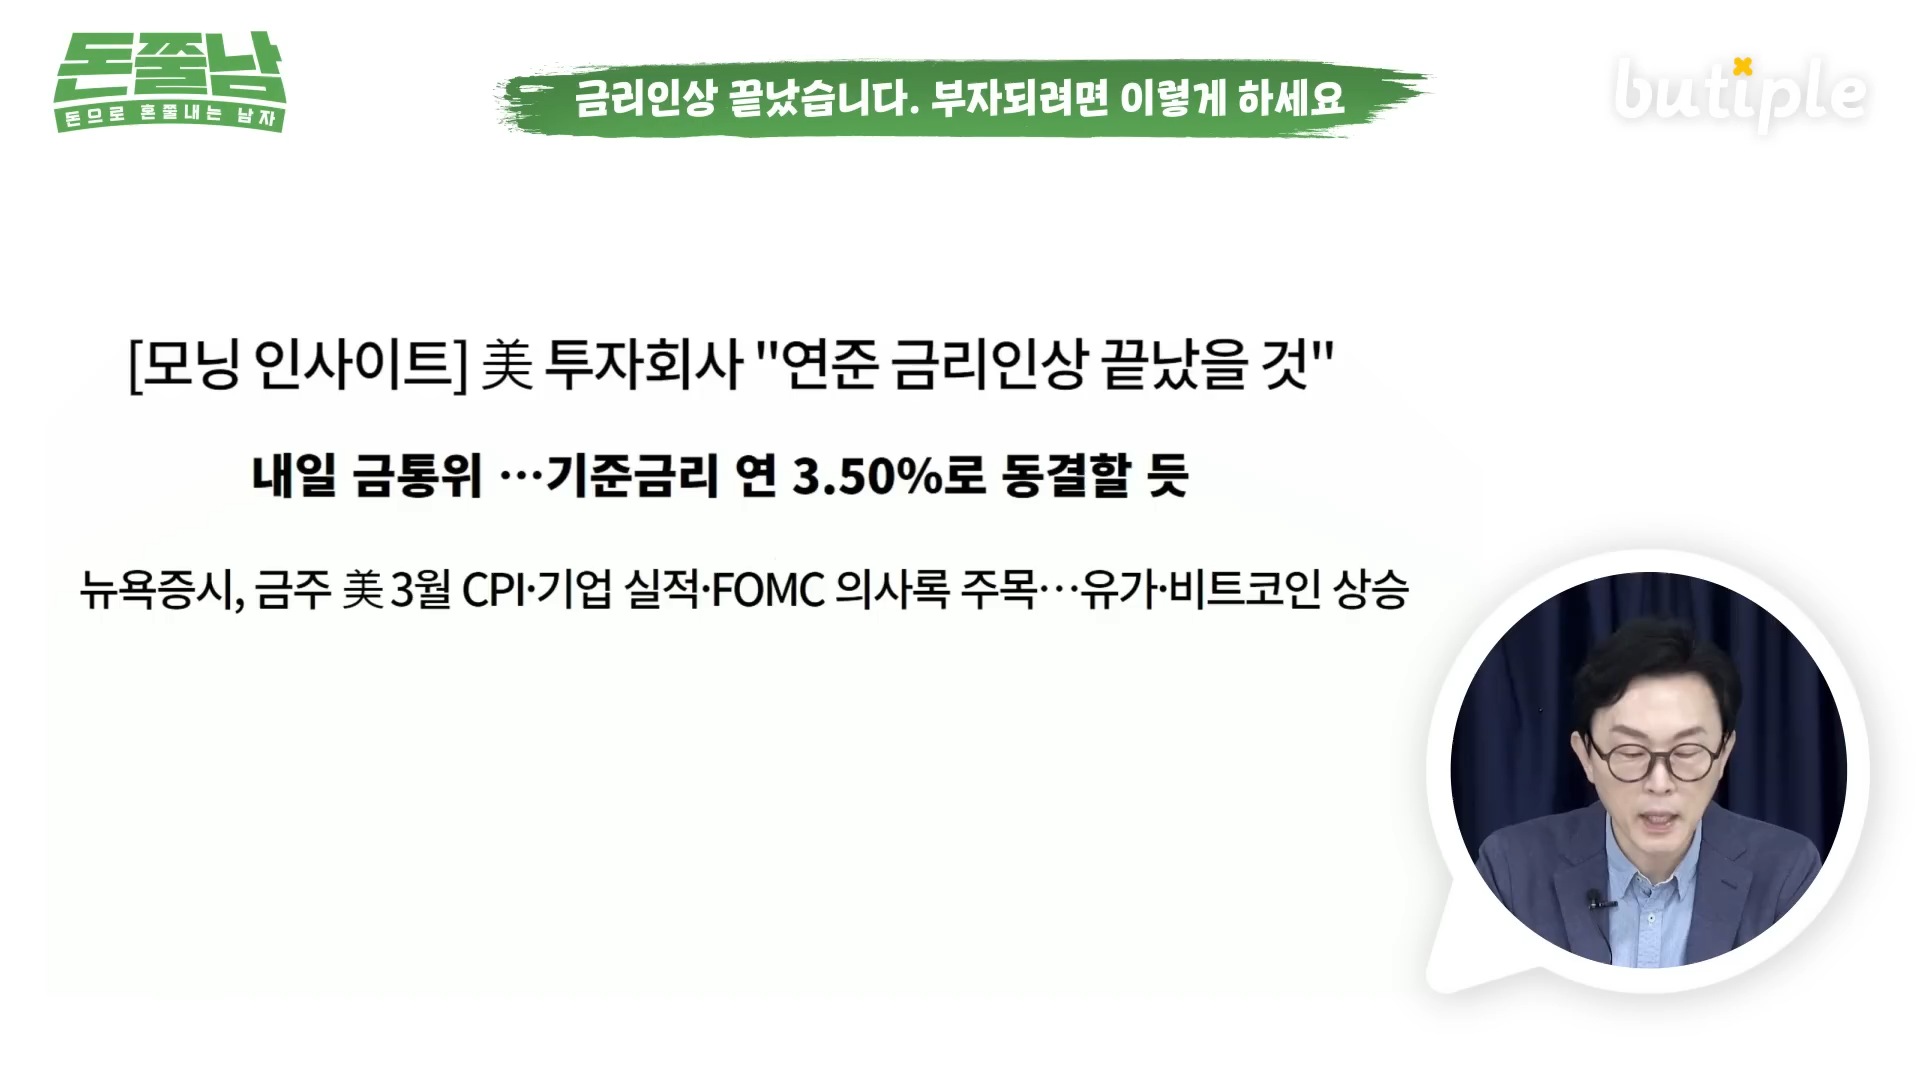 돈쭐남
돈으로 혼쭐내는 남자
금리인상 끝났습니다. 부자되려면 이렇게 하세요
butiple
[모닝 인사이트] 美 투자회사 "연준 금리인상 끝났을 것"
내일 금통위 …기준금리 연 3.50%로 동결할 듯
뉴욕증시, 금주 美 3월 CPI·기업 실적·FOMC 의사록 주목…유가·비트코인 상승